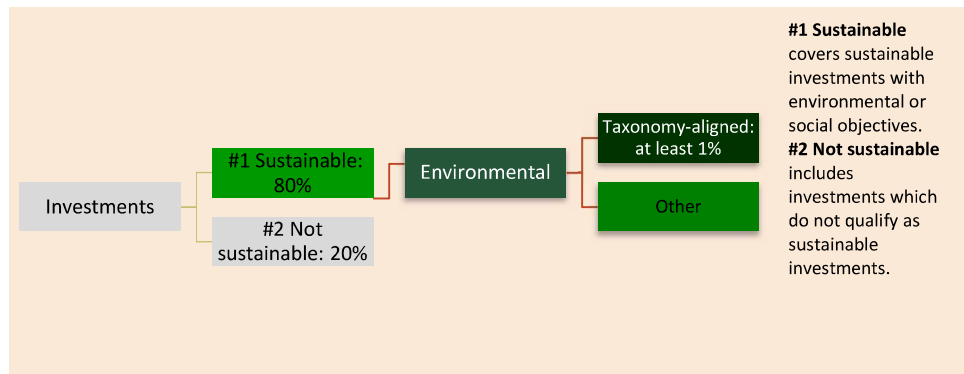 Investments
#1 Sustainable:
80%
#2 Not
sustainable: 20%
Environmental
Taxonomy-aligned:
at least 1%
Other
#1 Sustainable
covers sustainable
investments with
environmental or
social objectives.
#2 Not sustainable
includes
investments which
do not qualify as
sustainable
investments.